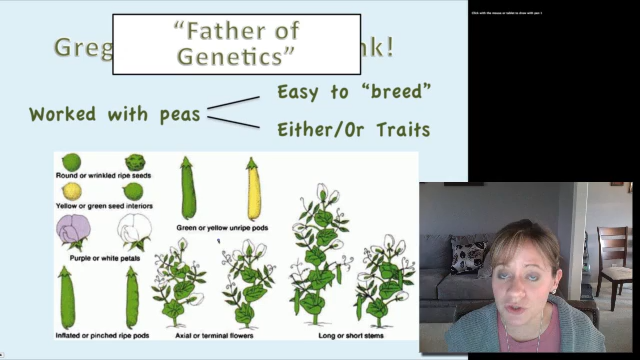 Greg
"Father of
Genetics"
nk!
Worked with peas
Easy to "breed"
Either/Or Traits
Round or wrinkled ripe seeds
Yellow or green seed interiors
Purple or white petals
Inflated or pinched ripe pods
Green or yellow unripe pods
Axial or terminal flowers
Long or short stems